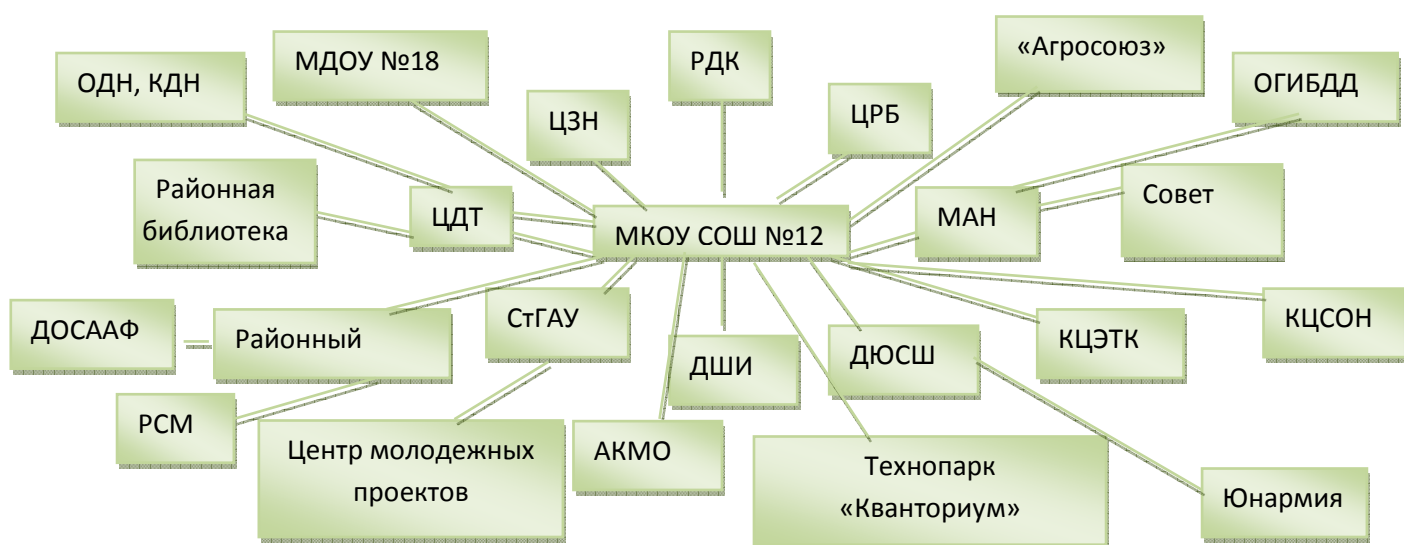 «Агросоюз»
РДК
МДОУ №18
ОДН, КДН
ОГИБДД
ЦЗН
ЦРБ
Районная
библиотека
Совет
ЦДТ
МАН
МКОУ СОШ №12
ДОСААФ
Районный
СтГАУ
КЦСОН
КЦЭТК
ДЮСШ
ДШИ
РСМ
Центр молодежных
проектов
АКМО
Технопарк
«Кванториум»
Юнармия